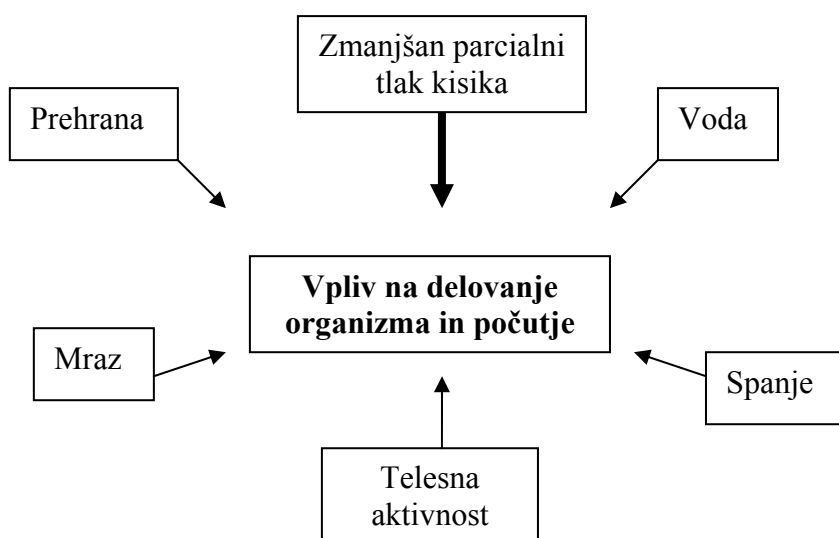 Zmanjšan parcialni
tlak kisika
Prehrana
Voda
Vpliv na delovanje
organizma in počutje
Mraz
Spanje
Telesna
aktivnost